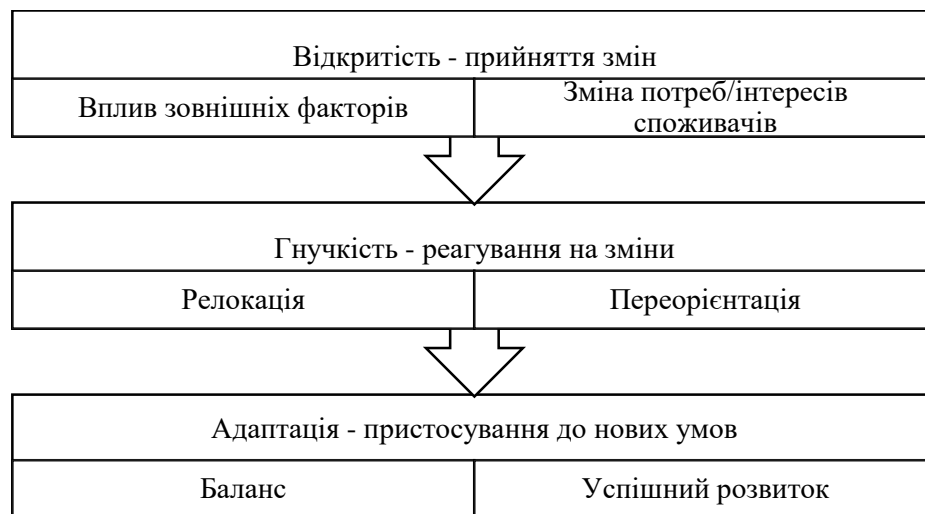 Відкритість - прийняття змін
Вплив зовнішніх факторів
Зміна потреб/інтересів
споживачів
Гнучкість - реагування на зміни
Релокація
Переорієнтація
Адаптація - пристосування до нових умов
Баланс
Успішний розвиток